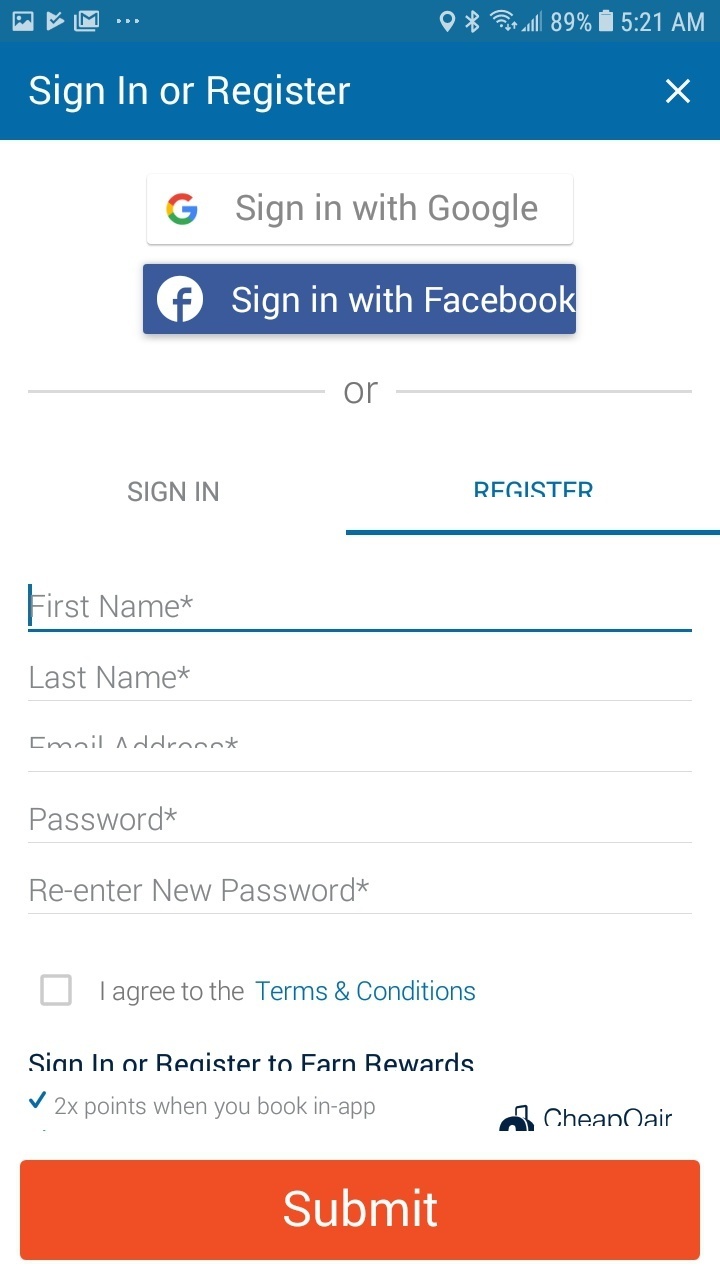 89% 5:21 AM
Sign In or Register
Sign in with Google
Sign in with Facebook
or
SIGN IN
REGISTER
First Name*
Last Name*
Email Address*
Password*
Re-enter New Password*
I agree to the Terms & Conditions
Sign In or Register to Earn Rewards
2x points when you book in-app
CheapOair
Submit